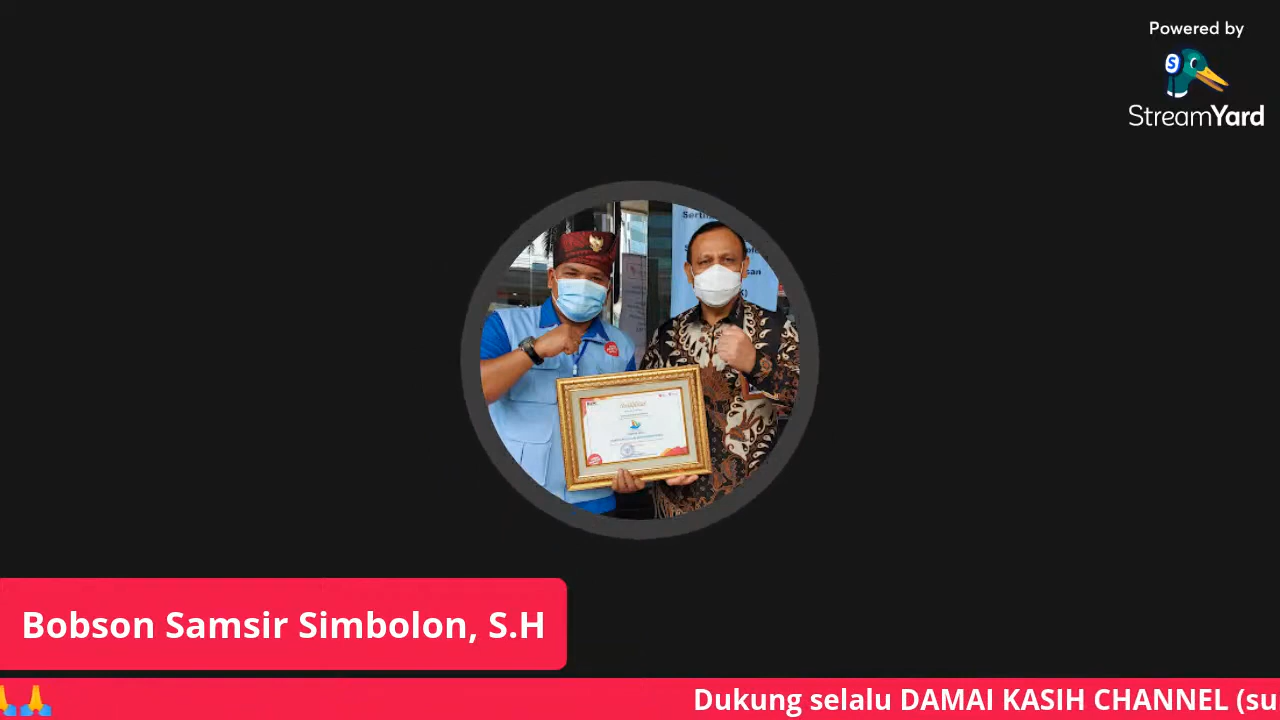 Powered by
S
StreamYard
Bobson Samsir Simbolon, S.H
Dukung selalu DAMAI KASIH CHANNEL (su